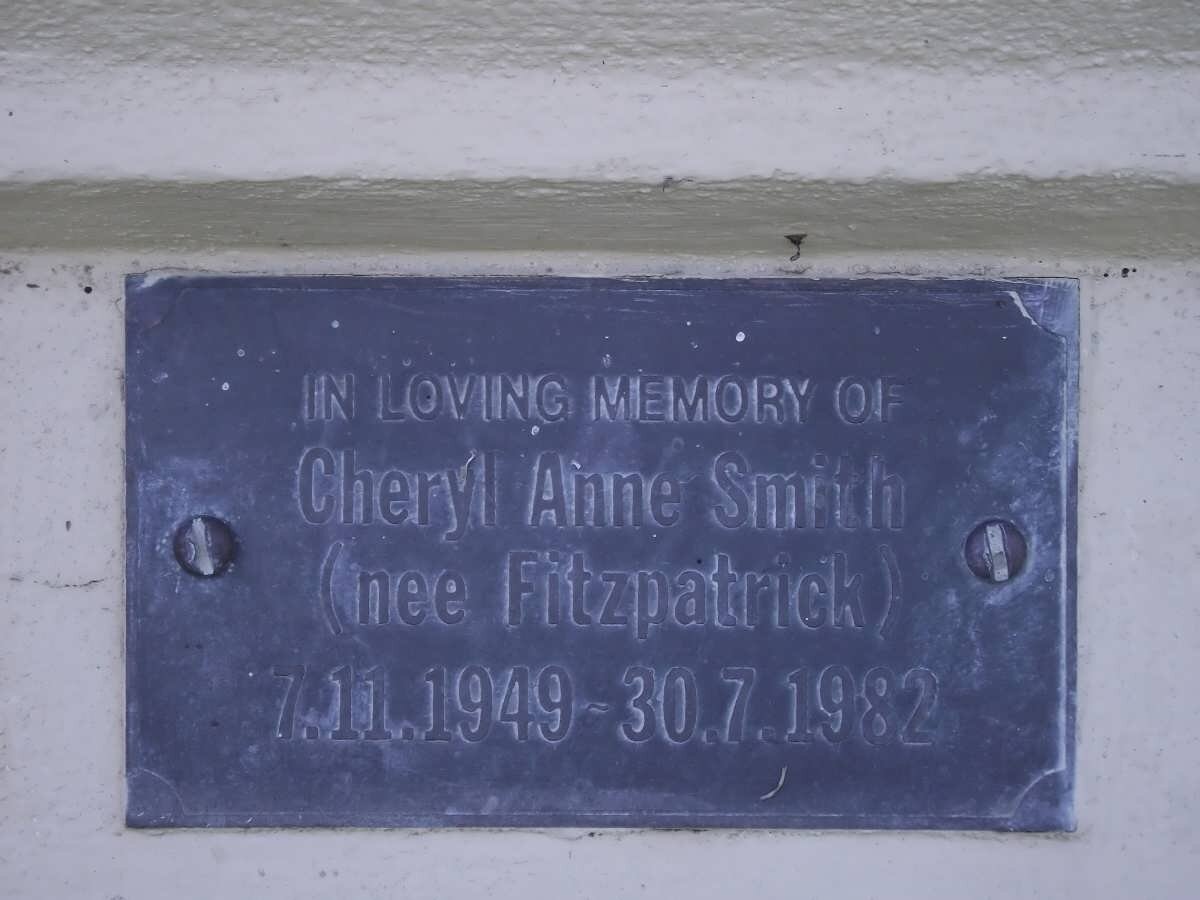 IN LOVING MEMORY OF
Cheryl Anne Smith
(nee Fitzpatrick)
7.11.1949 ~ 30.7.1982